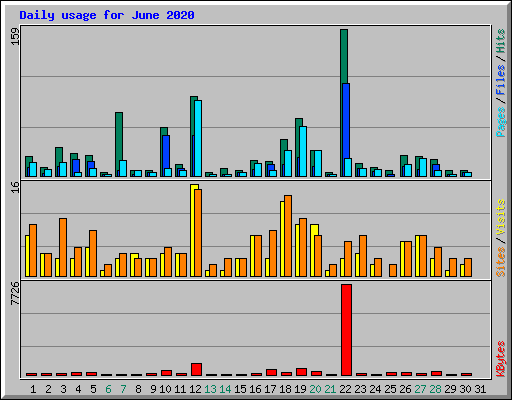 Daily usage for June 2020
159
Pages / Files / Hits
16
Sites / Visits
7726
KBytes
1 2 3 4 5 6 7 8 9 10 11 12 13 14 15 16 17 18 19 20 21 22 23 24 25 26 27 28 29 30 31